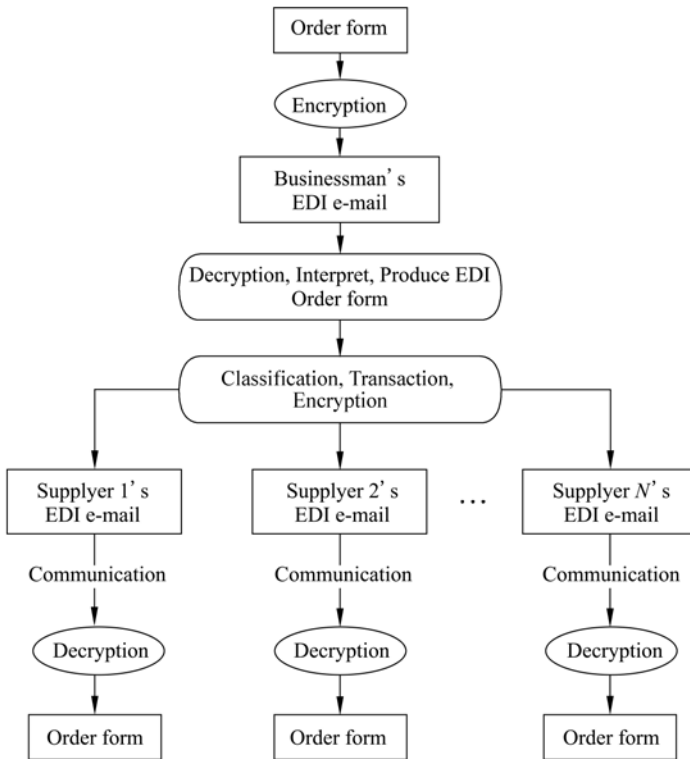 Order form
Encryption
Businessman's
EDI e-mail
Decryption, Interpret, Produce EDI
Order form
Classification, Transaction,
Encryption
Supplyer 1's
EDI e-mail
Supplyer 2's
EDI e-mail
...
Supplyer N's
EDI e-mail
Communication
Communication
Communication
Decryption
Decryption
Decryption
Order form
Order form
Order form